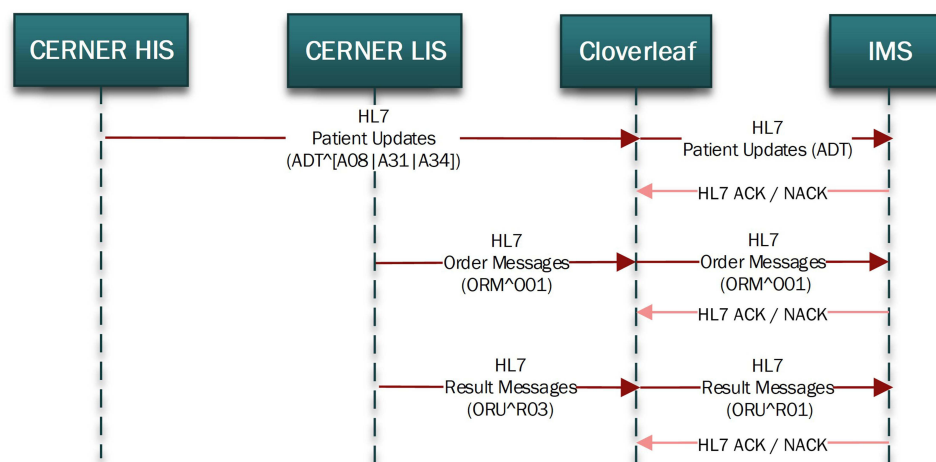 CERNER HIS
CERNER LIS
Cloverleaf
IMS
HL7
Patient Updates
(ADT^[A08|A31|A34])
HL7
Patient Updates (ADT)
HL7 ACK / NACK
HL7
Order Messages
(ORM^O01)
HL7
Order Messages
(ORM^O01)
HL7 ACK / NACK
HL7
Result Messages
(ORU^R03)
HL7
Result Messages
(ORU^R01)
HL7 ACK / NACK